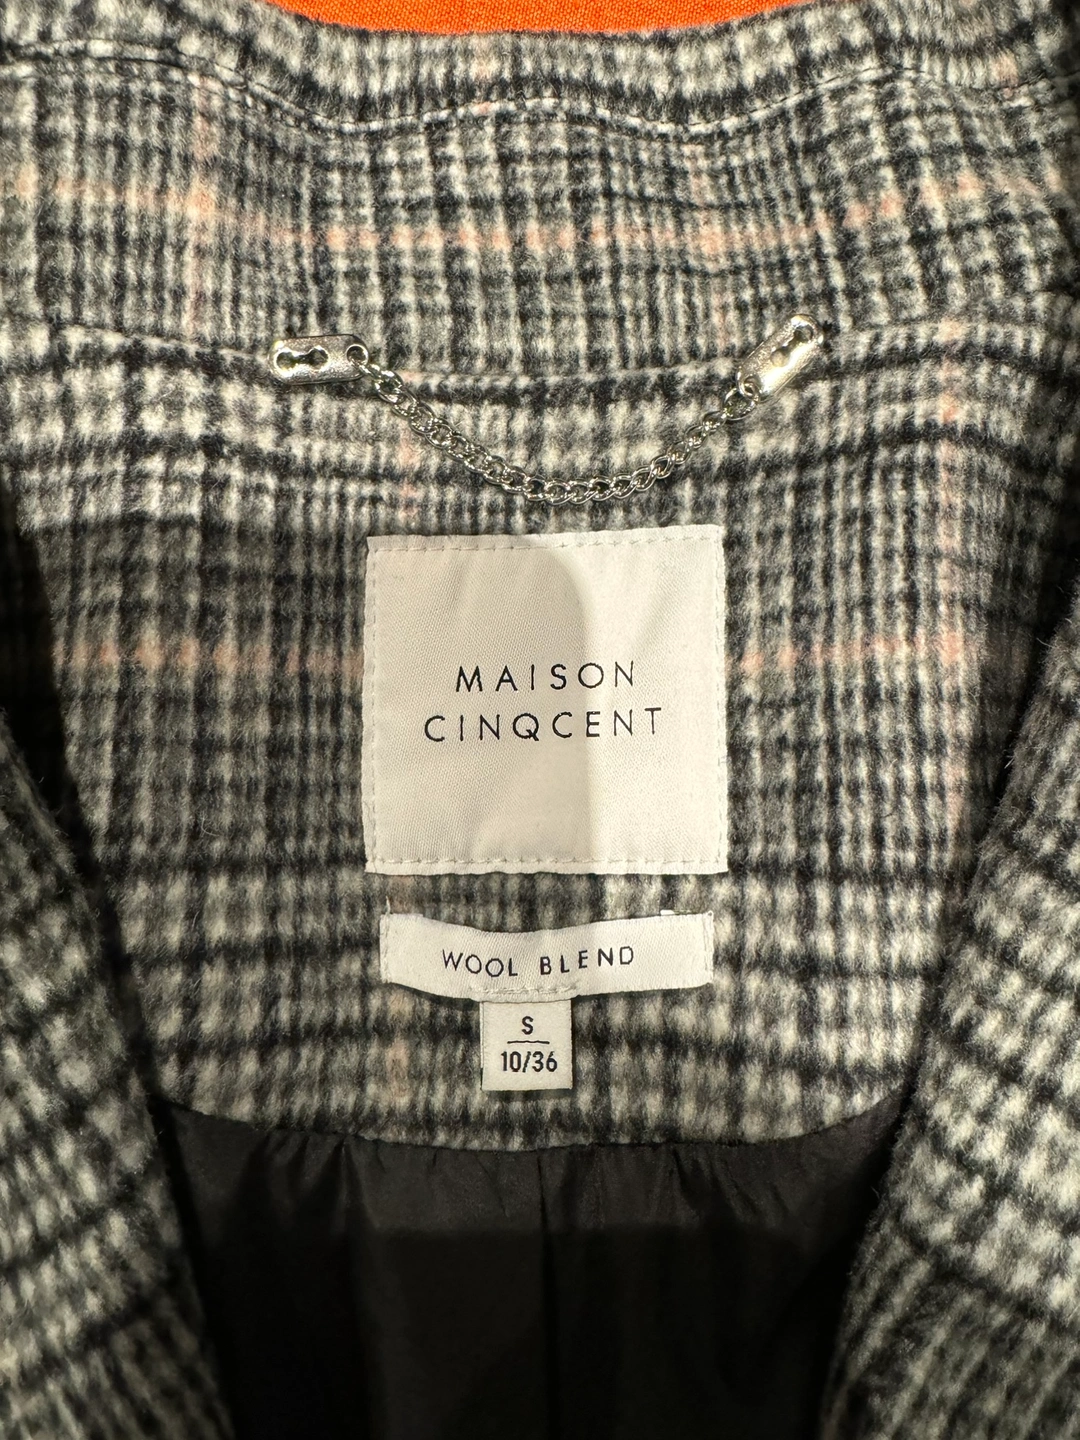 MAISON
CINQCENT
WOOL BLEND
S
10/36